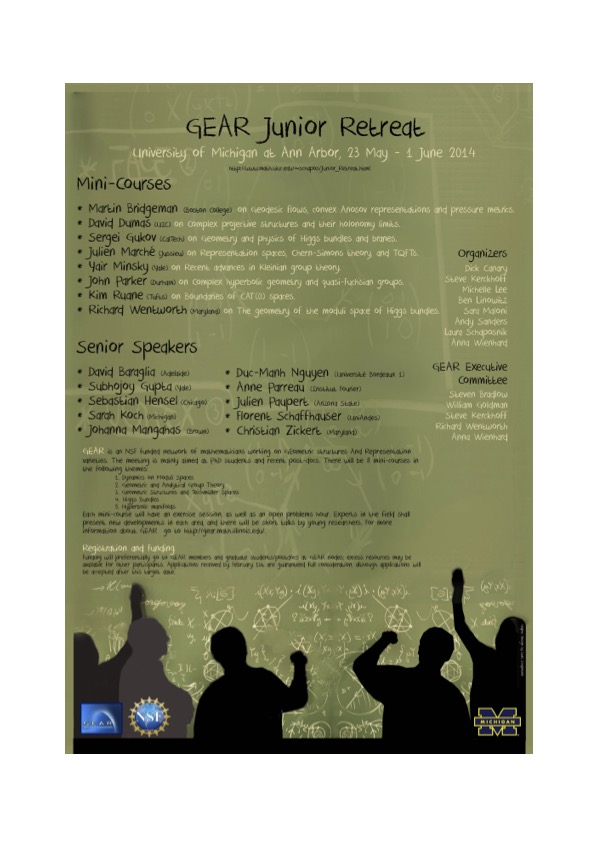 GEAR Junior Retreat
University of Michigan at Ann Arbor, 23 May - 1 June 2014
Mini-Courses
* Martin Bridgeman (Boston College) on Geodesic flows, convex Anosov representations and pressure metrics.
* David Dumas (UIC) on Complex projective structures and their holonomy limits.
* Sergei Gukov (CalTech) on Geometry and physics of Higgs bundles and branes.
* Julien Marché (Jussieu) on Representation spaces, Chern-Simons theory, and TQFTs.
* Yair Minsky (Yale) on Recent advances in Kleinian group theory.
* John Parker (Durham) on Complex hyperbolic geometry and quasi-fuchsian groups.
* Kim Ruane (Tufts) on Boundaries of CAT(0) spaces.
* Richard Wentworth (Maryland) on The geometry of the moduli space of Higgs bundles.
Organizers
Dick Canary
Steve Kerckhoff
Michelle Lee
Ben Linowitz
Sara Maloni
Andy Sanders
Laura Schaposnik
Anna Wienhard
Senior Speakers
* David Baraglia (Adelaide)
* Subhojoy Gupta (Yale)
* Sebastian Hensel (Chicago)
* Sarah Koch (Michigan)
* Johanna Mangahas (Brown)
* Duc-Manh Nguyen (Université Bordeaux 1)
* Anne Parreau (Institut Fourier)
* Julien Paupert (Arizona State)
* Florent Schaffhauser (LosAndes)
* Christian Zickert (Maryland)
GEAR Executive
Committee
Steven Bradlow
William Goldman
Steve Kerckhoff
Richard Wentworth
Anna Wienhard
GEAR is an NSF funded network of mathematicians working on GEometric structures And Representation
varieties. The meeting is mainly aimed at PhD students and recent post-docs. There will be 8 mini-courses in
the following themes:
1. Dynamics on Moduli Spaces
2. Geometric and Analytical Group Theory
3. Geometric Structures and Teichmüller Spaces
4. Higgs Bundles
5. Hyperbolic manifolds
Each mini-course will have an exercise session, as well as an open problems hour. Experts in the field shall
present new developments in each area, and there will be short talks by young researchers. For more
information about GEAR go to http://gear.math.illinois.edu/.
Registration and Funding
Funding will preferentially go to GEAR members and graduate students/postdocs at GEAR nodes; excess resources may be
available for other participants. Applications received by February 5th are guaranteed full consideration, although applications will
be accepted after this target date.
GEAR
NSF
MICHIGAN